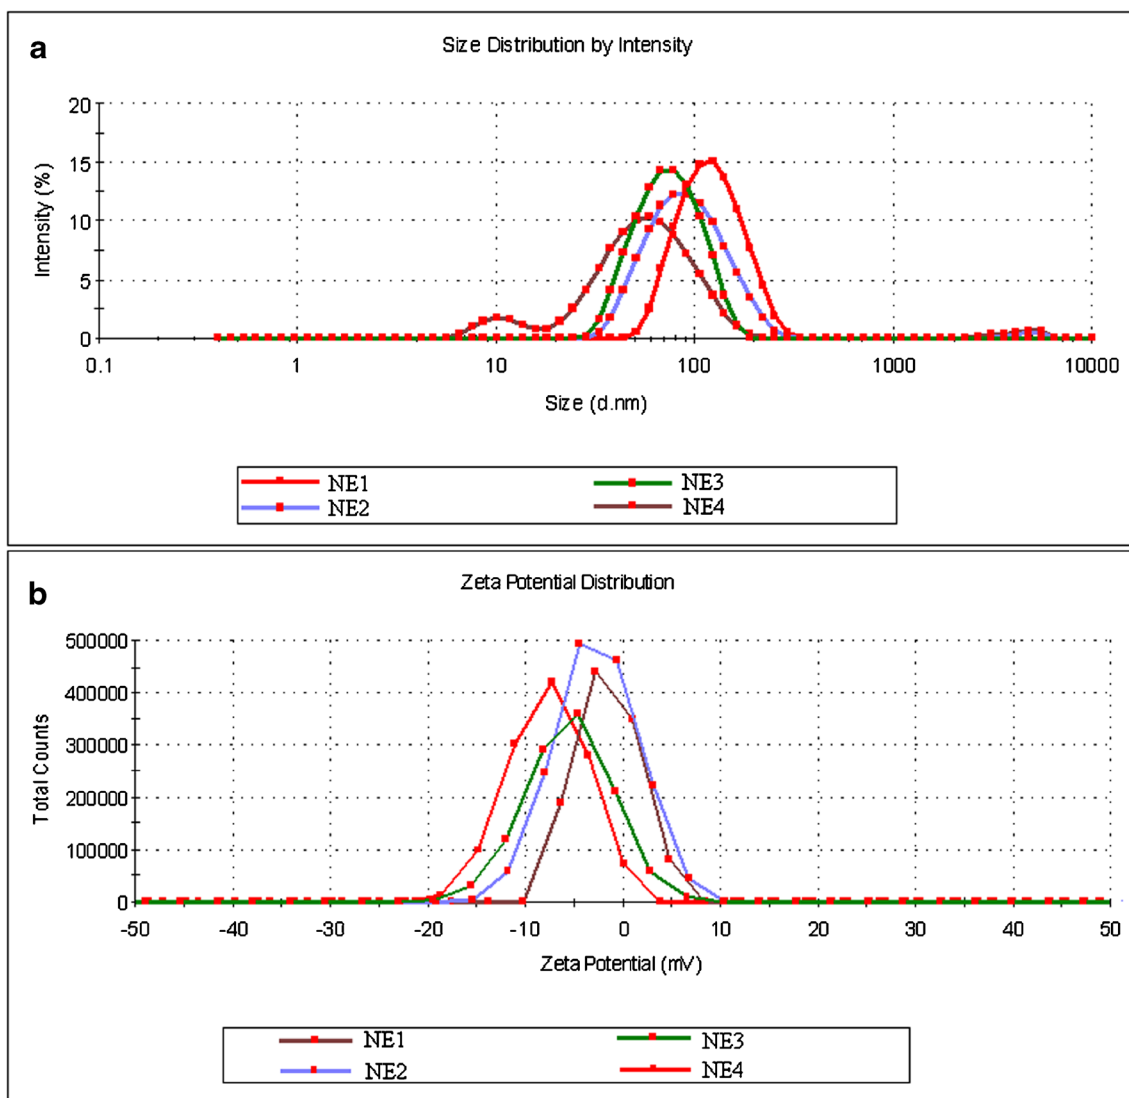 a
Size Distribution by Intensity
20
15
10
5
0
Intensity (%)
0.1 1 10 100 1000 10000
Size (d.nm)
NE1 NE3
NE2 NE4
b
Zeta Potential Distribution
500000
400000
300000
200000
100000
0
Total Counts
-50 -40 -30 -20 -10 0 10 20 30 40 50
Zeta Potential (mV)
NE1 NE3
NE2 NE4